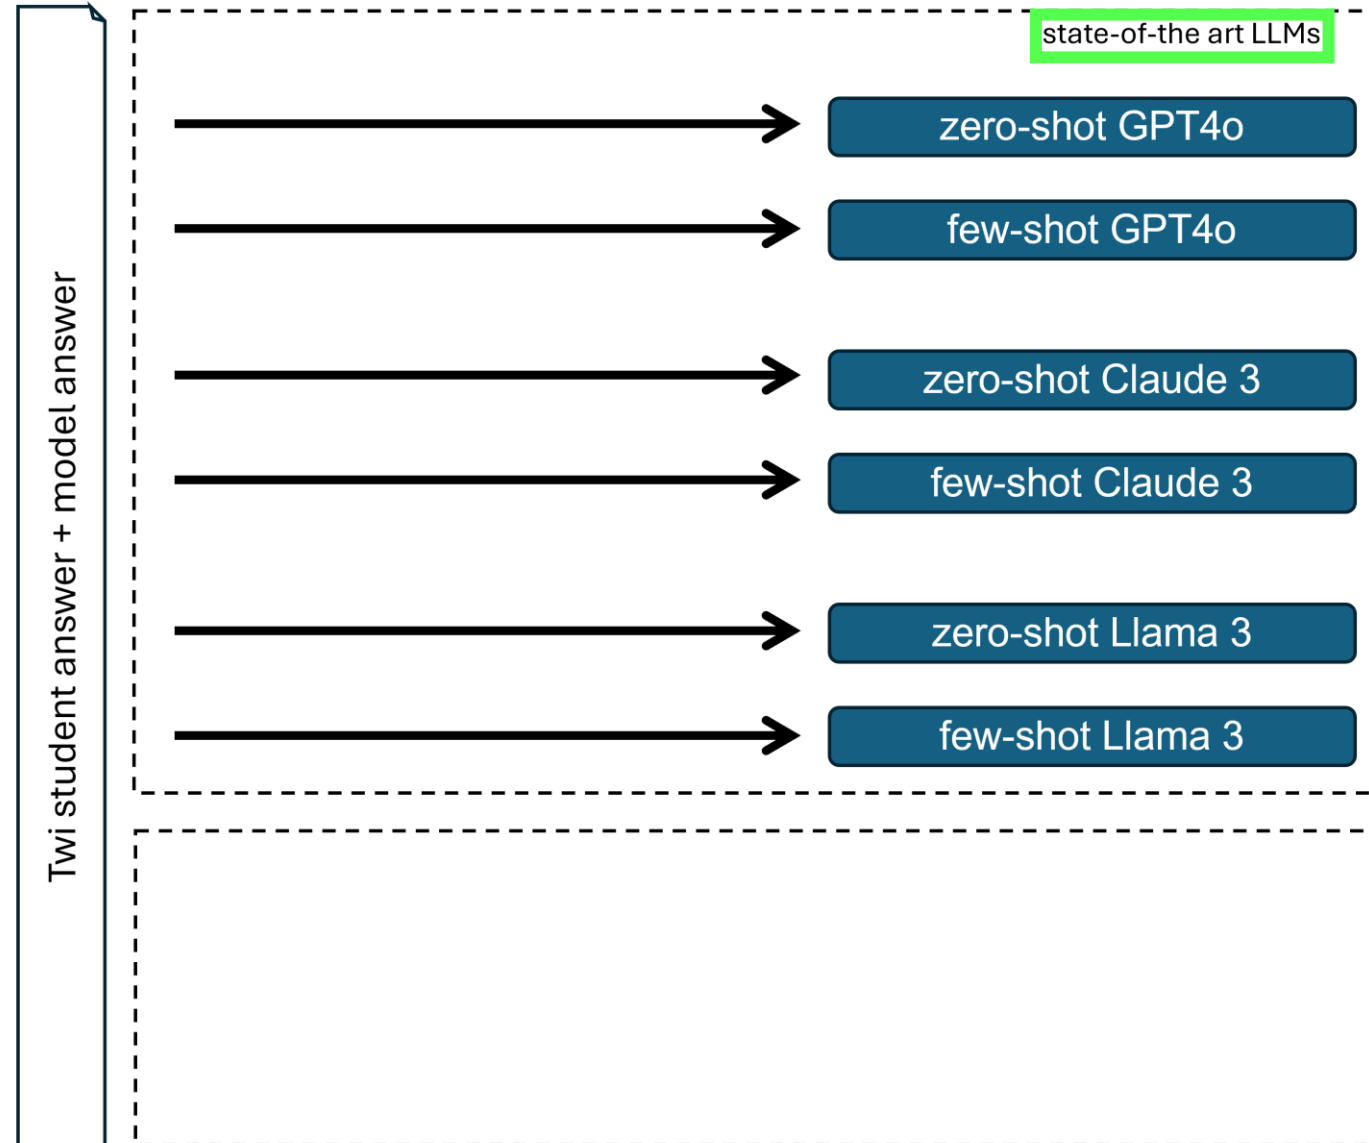 state-of-the art LLMs
zero-shot GPT4o
few-shot GPT4o
zero-shot Claude 3
few-shot Claude 3
zero-shot Llama 3
few-shot Llama 3
Twi student answer + model answer